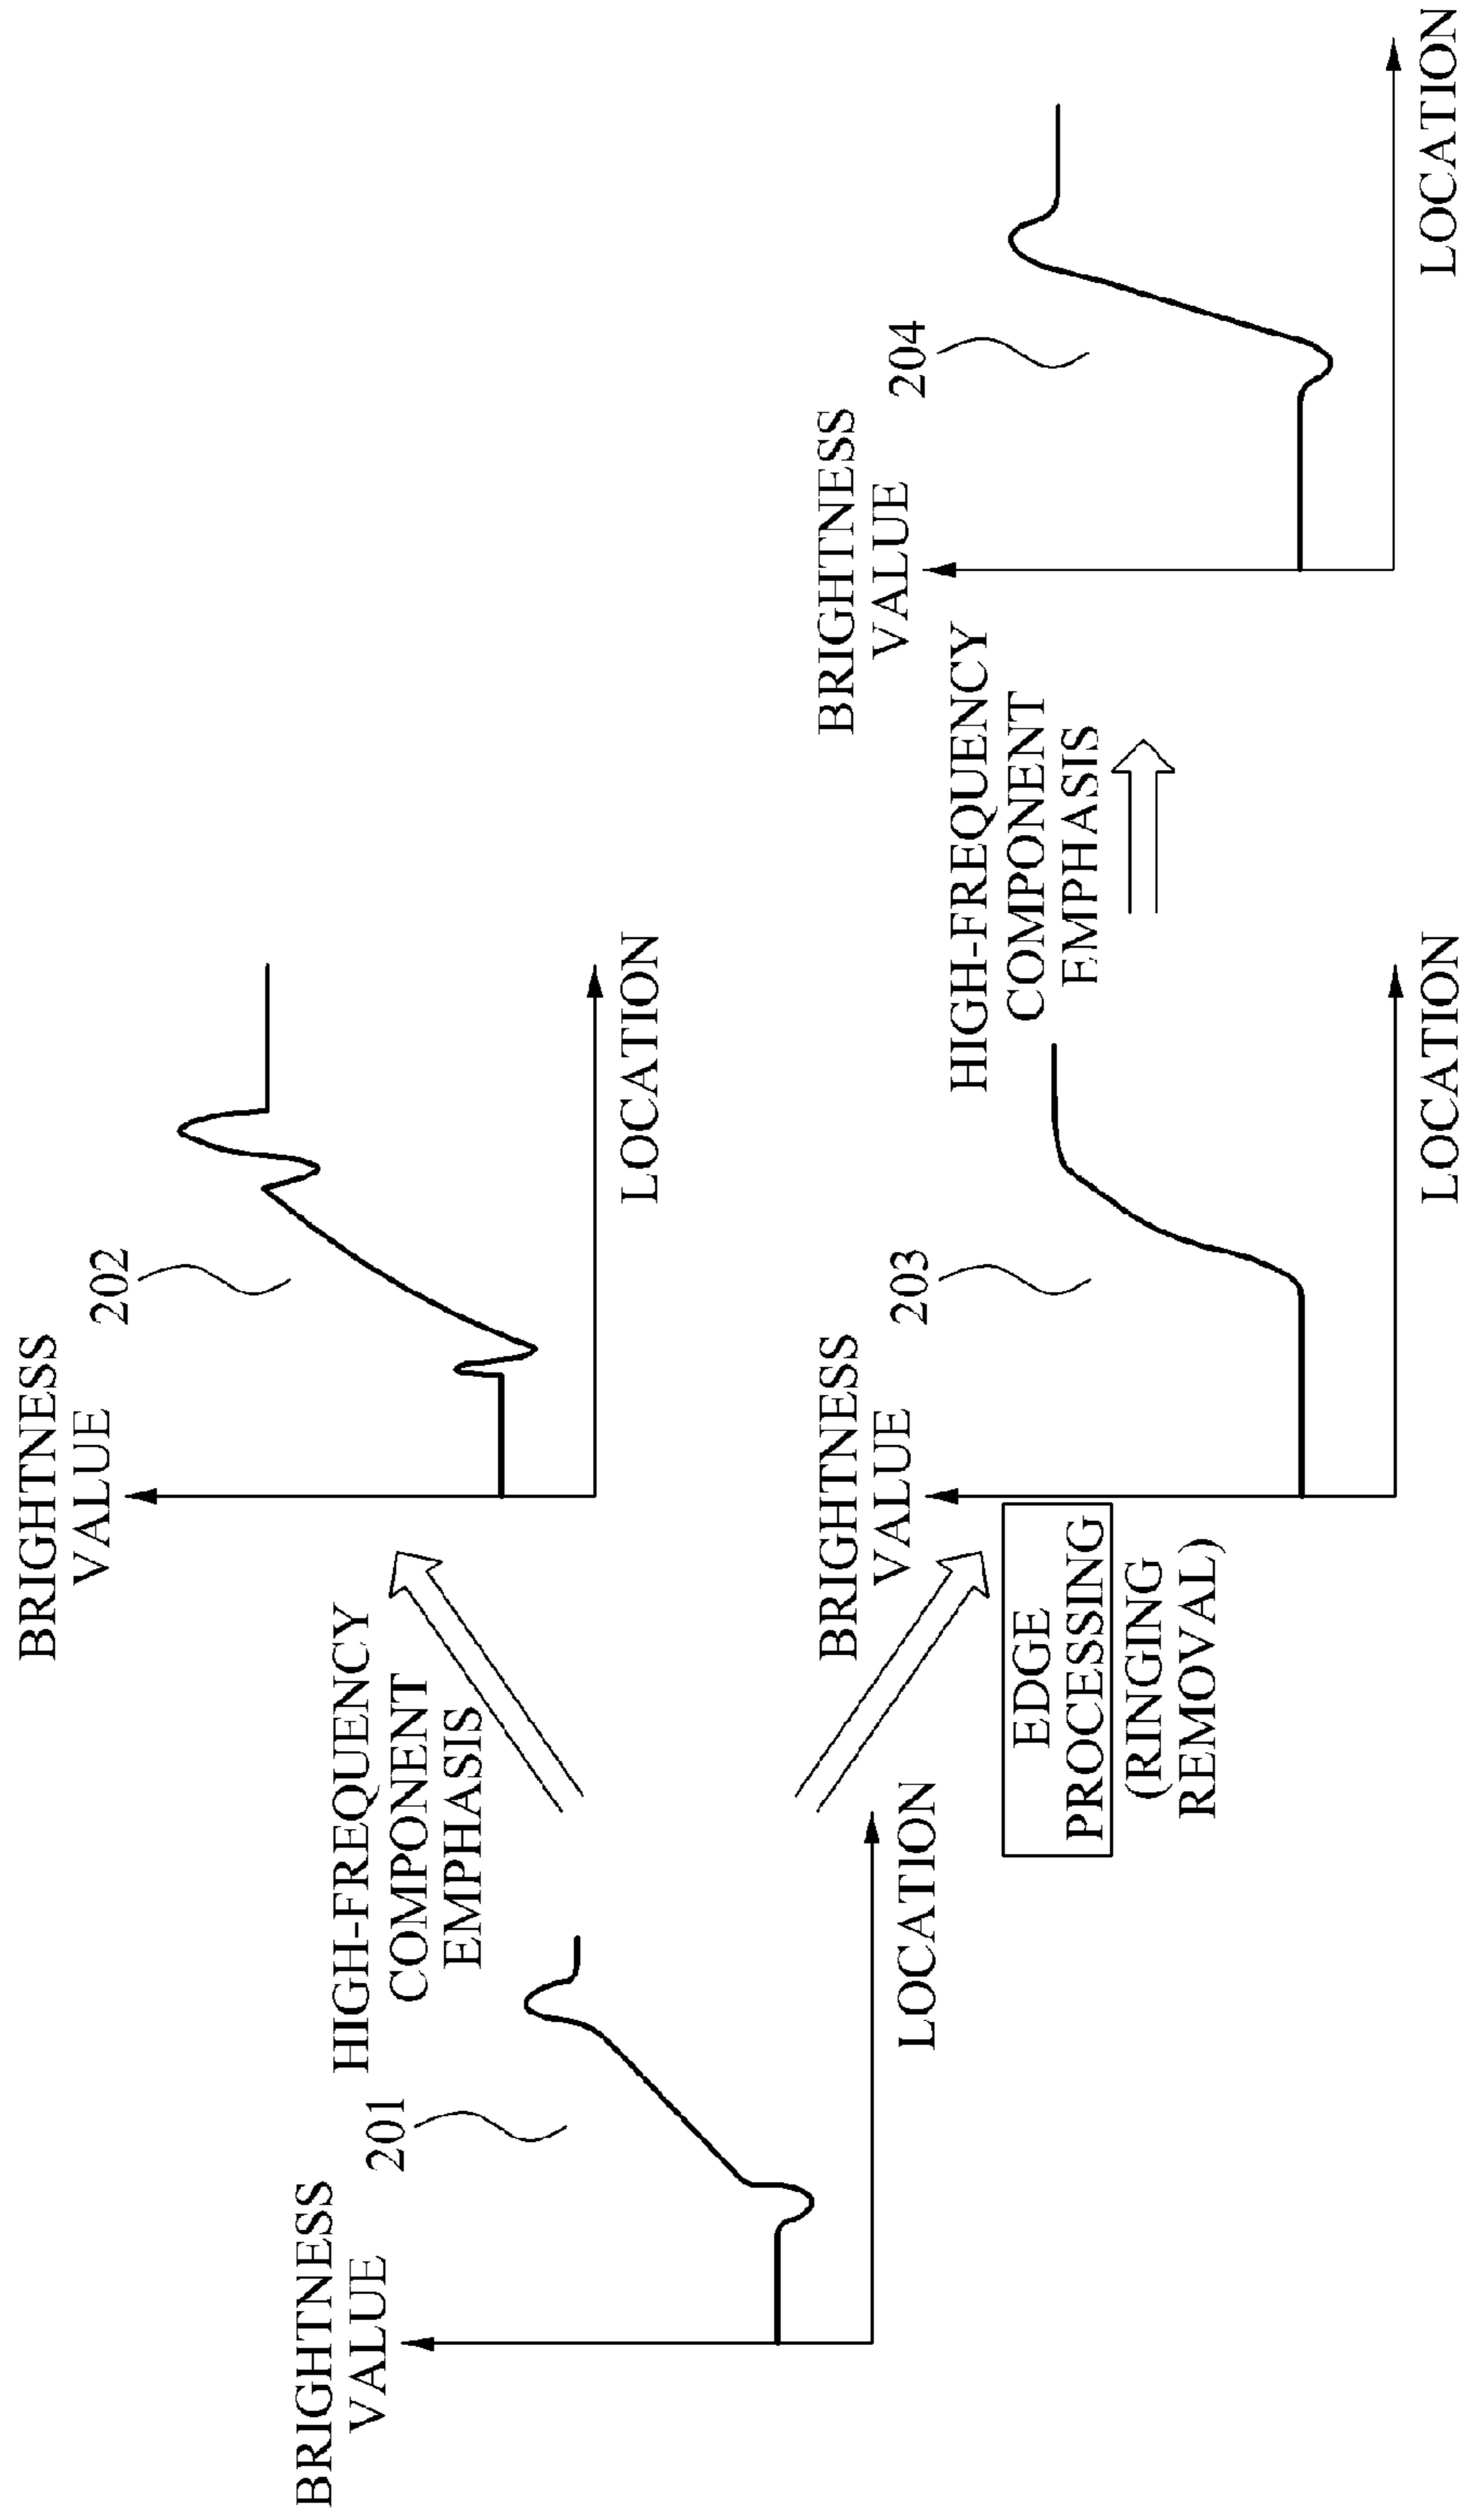 BRIGHTNESS
VALUE
201
LOCATION
HIGH-FREQUENCY
COMPONENT
EMPHASIS
BRIGHTNESS
VALUE
202
LOCATION
EDGE
PROCESSING
(RINGING
REMOVAL)
BRIGHTNESS
VALUE
203
LOCATION
HIGH-FREQUENCY
COMPONENT
EMPHASIS
BRIGHTNESS
VALUE
204
LOCATION